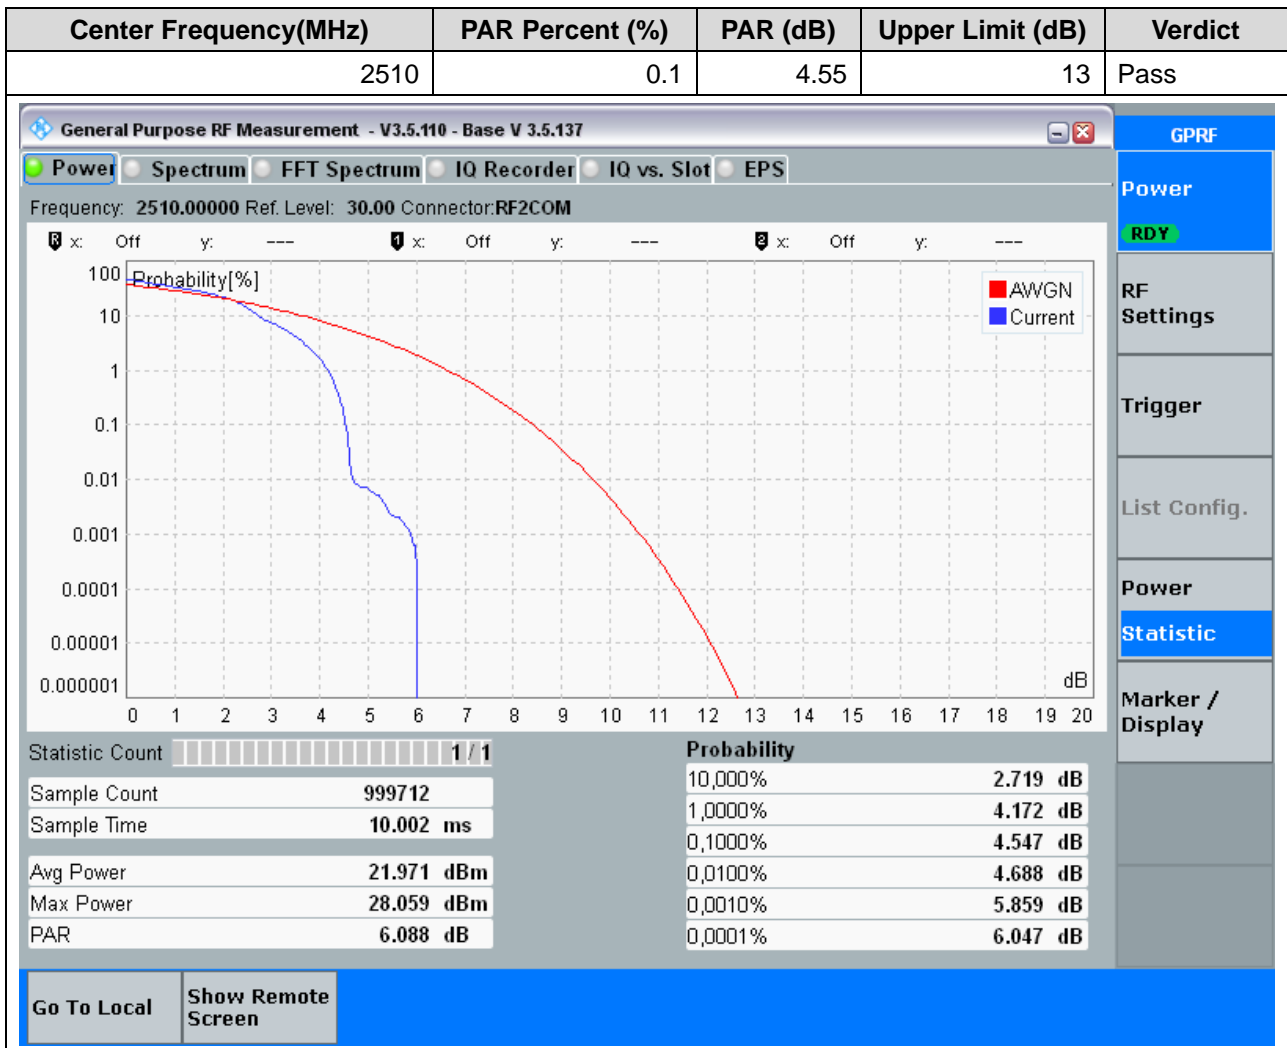 Center Frequency(MHz) PAR Percent (%) PAR (dB) Upper Limit (dB) Verdict
2510 0.1 4.55 13 Pass
General Purpose RF Measurement - V3.5.110 - Base V 3.5.137
GPRF
Power Spectrum FFT Spectrum IQ Recorder IQ vs. Slot EPS
Power
RDY
Frequency: 2510.00000 Ref. Level: 30.00 Connector:RF2COM
R x: Off y: --- 1 x: Off y: --- 2 x: Off y: ---
Probability[%]
AWGN
Current
100
10
1
0.1
0.01
0.001
0.0001
0.00001
0.000001
dB
0 1 2 3 4 5 6 7 8 9 10 11 12 13 14 15 16 17 18 19 20
RF
Settings
Trigger
List Config.
Power
Statistic
Marker /
Display
Statistic Count 1 / 1
Sample Count 999712
Sample Time 10.002 ms
Avg Power 21.971 dBm
Max Power 28.059 dBm
PAR 6.088 dB
Probability
10,000% 2.719 dB
1,0000% 4.172 dB
0,1000% 4.547 dB
0,0100% 4.688 dB
0,0010% 5.859 dB
0,0001% 6.047 dB
Go To Local
Show Remote
Screen